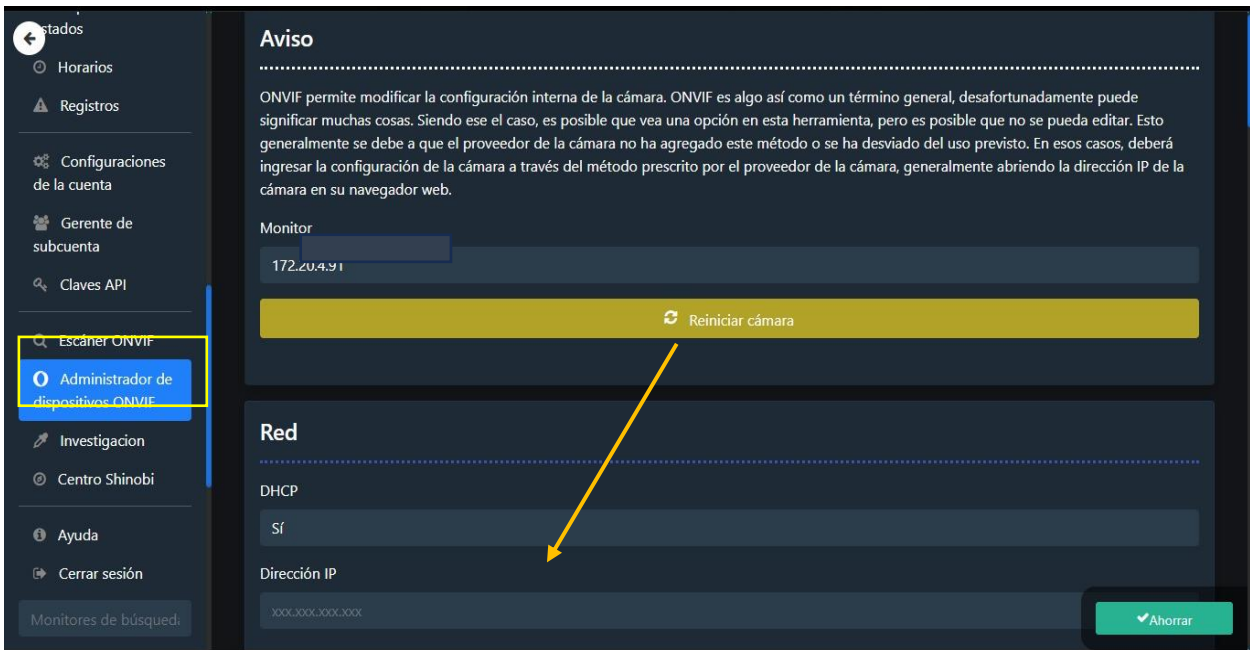 stados
Horarios
Registros
Configuraciones
de la cuenta
Gerente de
subcuenta
Claves API
Escáner ONVIF
Administrador de
dispositivos ONVIF
Investigacion
Centro Shinobi
Ayuda
Cerrar sesión
Monitores de búsqued
Aviso
ONVIF permite modificar la configuración interna de la cámara. ONVIF es algo así como un término general, desafortunadamente puede
significar muchas cosas. Siendo ese el caso, es posible que vea una opción en esta herramienta, pero es posible que no se pueda editar. Esto
generalmente se debe a que el proveedor de la cámara no ha agregado este método o se ha desviado del uso previsto. En esos casos, deberá
ingresar la configuración de la cámara a través del método prescrito por el proveedor de la cámara, generalmente abriendo la dirección IP de la
cámara en su navegador web.
Monitor
172.20.4.91
Reiniciar cámara
Red
DHCP
Sí
Dirección IP
xxx.xxx.xxx.xxx
Ahorrar